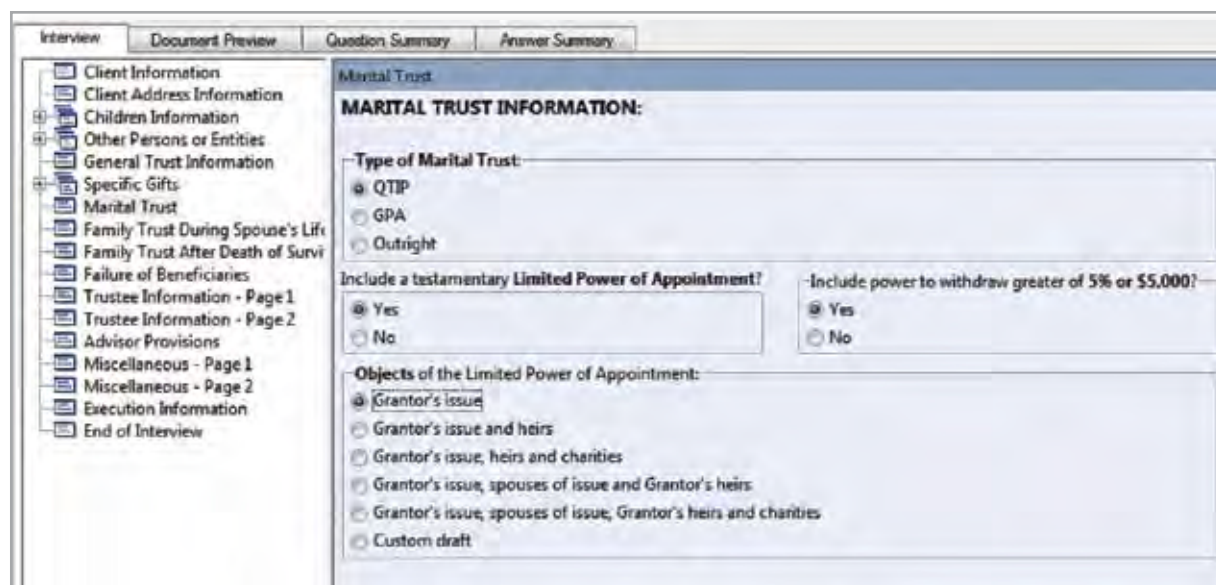 Interview Document Preview Question Summary Answer Summary
Client Information
Client Address Information
Children Information
Other Persons or Entities
General Trust Information
Specific Gifts
Marital Trust
Family Trust During Spouse's Life
Family Trust After Death of Survi
Failure of Beneficiaries
Trustee Information - Page 1
Trustee Information - Page 2
Advisor Provisions
Miscellaneous - Page 1
Miscellaneous - Page 2
Execution Information
End of Interview
Marital Trust
MARITAL TRUST INFORMATION:
Type of Marital Trust:
QTIP
GPA
Outright
Include a testamentary Limited Power of Appointment?
Yes
No
Include power to withdraw greater of 5% or $5,000?
Yes
No
Objects of the Limited Power of Appointment:
Grantor's issue
Grantor's issue and heirs
Grantor's issue, heirs and charities
Grantor's issue, spouses of issue and Grantor's heirs
Grantor's issue, spouses of issue, Grantor's heirs and charities
Custom draft